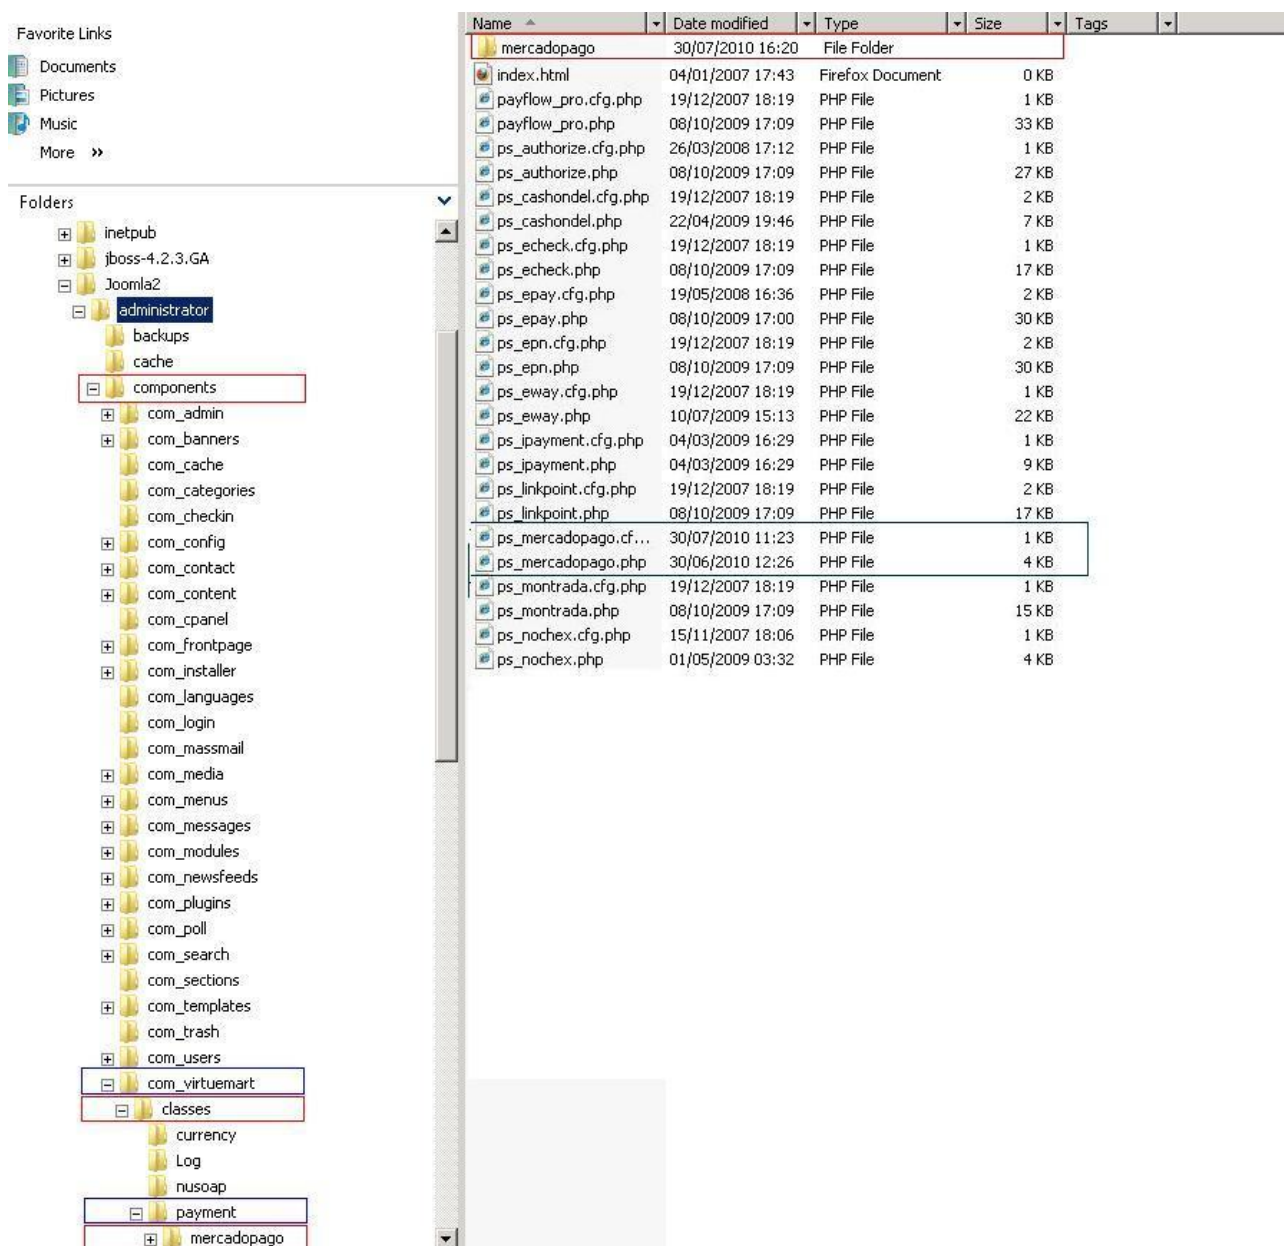 Favorite Links
Documents
Pictures
Music
More »
Folders
inetpub
jboss-4.2.3.GA
Joomla2
administrator
backups
cache
components
com_admin
com_banners
com_cache
com_categories
com_checkin
com_config
com_contact
com_content
com_cpanel
com_frontpage
com_installer
com_languages
com_login
com_massmail
com_media
com_menus
com_messages
com_modules
com_newsfeeds
com_plugins
com_poll
com_search
com_sections
com_templates
com_trash
com_users
com_virtuemart
classes
currency
Log
nusoap
payment
mercadopago
Name Date modified Type Size Tags
mercadopago 30/07/2010 16:20 File Folder
index.html 04/01/2007 17:43 Firefox Document 0 KB
payflow_pro.cfg.php 19/12/2007 18:19 PHP File 1 KB
payflow_pro.php 08/10/2009 17:09 PHP File 33 KB
ps_authorize.cfg.php 26/03/2008 17:12 PHP File 1 KB
ps_authorize.php 08/10/2009 17:09 PHP File 27 KB
ps_cashondel.cfg.php 19/12/2007 18:19 PHP File 2 KB
ps_cashondel.php 22/04/2009 19:46 PHP File 7 KB
ps_echeck.cfg.php 19/12/2007 18:19 PHP File 1 KB
ps_echeck.php 08/10/2009 17:09 PHP File 17 KB
ps_epay.cfg.php 19/05/2008 16:36 PHP File 2 KB
ps_epay.php 08/10/2009 17:00 PHP File 30 KB
ps_epn.cfg.php 19/12/2007 18:19 PHP File 2 KB
ps_epn.php 08/10/2009 17:09 PHP File 30 KB
ps_eway.cfg.php 19/12/2007 18:19 PHP File 1 KB
ps_eway.php 10/07/2009 15:13 PHP File 22 KB
ps_ipayment.cfg.php 04/03/2009 16:29 PHP File 1 KB
ps_ipayment.php 04/03/2009 16:29 PHP File 9 KB
ps_linkpoint.cfg.php 19/12/2007 18:19 PHP File 2 KB
ps_linkpoint.php 08/10/2009 17:09 PHP File 17 KB
ps_mercadopago.cf... 30/07/2010 11:23 PHP File 1 KB
ps_mercadopago.php 30/06/2010 12:26 PHP File 4 KB
ps_montrada.cfg.php 19/12/2007 18:19 PHP File 1 KB
ps_montrada.php 08/10/2009 17:09 PHP File 15 KB
ps_nochex.cfg.php 15/11/2007 18:06 PHP File 1 KB
ps_nochex.php 01/05/2009 03:32 PHP File 4 KB